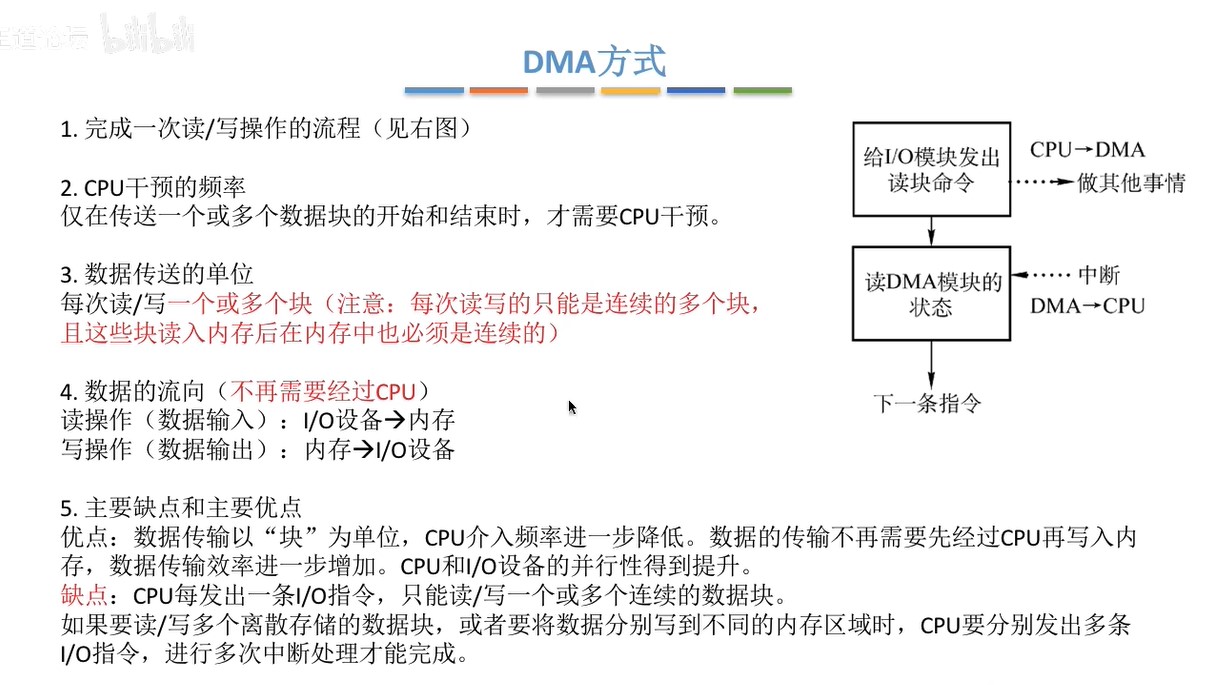 bilibili
DMA方式
1. 完成一次读/写操作的流程（见右图）
2. CPU干预的频率
仅在传送一个或多个数据块的开始和结束时，才需要CPU干预。
3. 数据传送的单位
每次读/写一个或多个块（注意：每次读写的只能是连续的多个块，
且这些块读入内存后在内存中也必须是连续的）
4. 数据的流向（不再需要经过CPU）
读操作（数据输入）：I/O设备→内存
写操作（数据输出）：内存→I/O设备
5. 主要缺点和主要优点
优点：数据传输以“块”为单位，CPU介入频率进一步降低。数据的传输不再需要先经过CPU再写入内
存，数据传输效率进一步增加。CPU和I/O设备的并行性得到提升。
缺点：CPU每发出一条I/O指令，只能读/写一个或多个连续的数据块。
如果要读/写多个离散存储的数据块，或者要将数据分别写到不同的内存区域时，CPU要分别发出多条
I/O指令，进行多次中断处理才能完成。
给I/O模块发出
读块命令
CPU→DMA
做其他事情
读DMA模块的
状态
中断
DMA→CPU
下一条指令